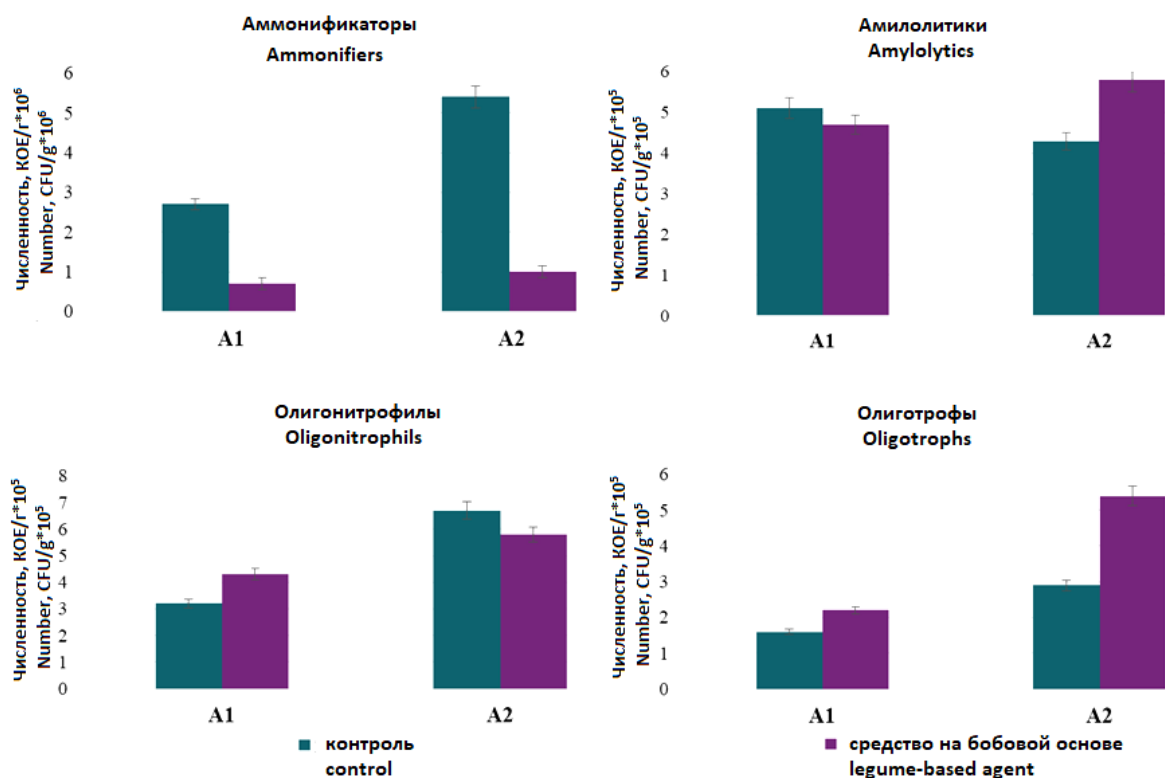 Аммонификаторы
Ammonifiers
Численность, КОЕ/г*10⁶
Number, CFU/g*10⁶
6
5
4
3
2
1
0
A1
A2
Амилолитики
Amylolytics
Численность, КОЕ/г*10⁵
Number, CFU/g*10⁵
6
5
4
3
2
1
0
A1
A2
Олигонитрофилы
Oligonitrophils
Численность, КОЕ/г*10⁵
Number, CFU/g*10⁵
8
7
6
5
4
3
2
1
0
A1
A2
Олиготрофы
Oligotrophs
Численность, КОЕ/г*10⁵
Number, CFU/g*10⁵
6
5
4
3
2
1
0
A1
A2
контроль
control
средство на бобовой основе
legume-based agent